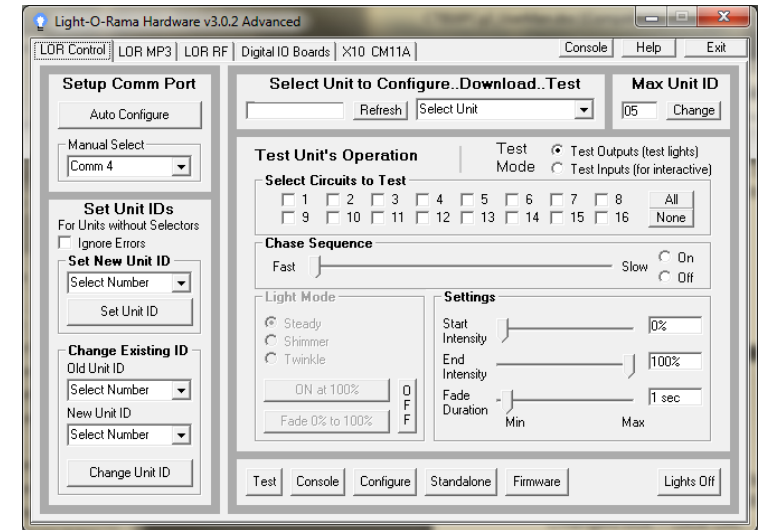 Light-O-Rama Hardware v3.0.2 Advanced
LOR Control LOR MP3 LOR RF Digital IO Boards X10 CM11A Console Help Exit
Setup Comm Port
Auto Configure
Manual Select
Comm 4
Set Unit IDs
For Units without Selectors
Ignore Errors
Set New Unit ID
Select Number
Set Unit ID
Change Existing ID
Old Unit ID
Select Number
New Unit ID
Select Number
Change Unit ID
Select Unit to Configure..Download..Test
Refresh Select Unit
Max Unit ID
05 Change
Test Unit's Operation
Test Mode
Test Outputs (test lights)
Test Inputs (for interactive)
Select Circuits to Test
1 2 3 4 5 6 7 8 All
9 10 11 12 13 14 15 16 None
Chase Sequence
Fast Slow
On
Off
Light Mode
Steady
Shimmer
Twinkle
ON at 100%
Fade 0% to 100%
OFF
Settings
Start Intensity 0%
End Intensity 100%
Fade Duration 1 sec
Min Max
Test Console Configure Standalone Firmware Lights Off